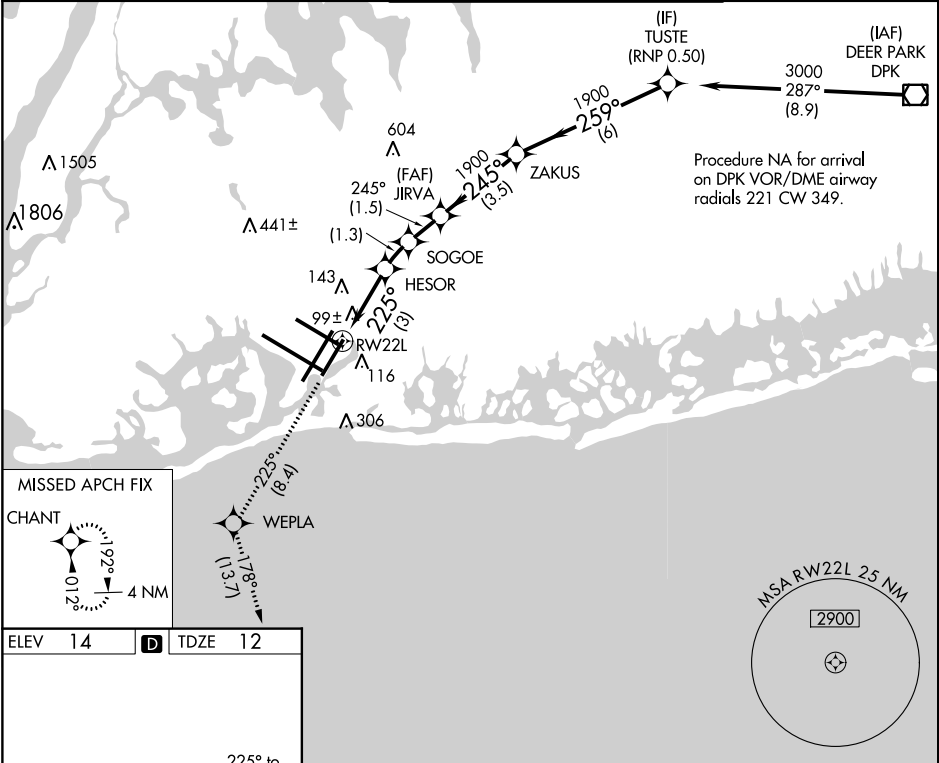 (IF)
TUSTE
(RNP 0.50)
(IAF)
DEER PARK
DPK
3000
287°
(8.9)
1900
259°
(6)
604
1505
ZAKUS
Procedure NA for arrival
on DPK VOR/DME airway
radials 221 CW 349.
(FAF)
JIRVA
1900
245°
(3.5)
245°
(1.5)
1806
441±
(1.3)
SOGOE
HESOR
143
225°
(3)
99±
RW22L
116
306
225°
(8.4)
WEPLA
178°
(13.7)
MISSED APCH FIX
CHANT
192°
012°
4 NM
MSA RW22L 25 NM
2900
ELEV 14 D TDZE 12
225° to